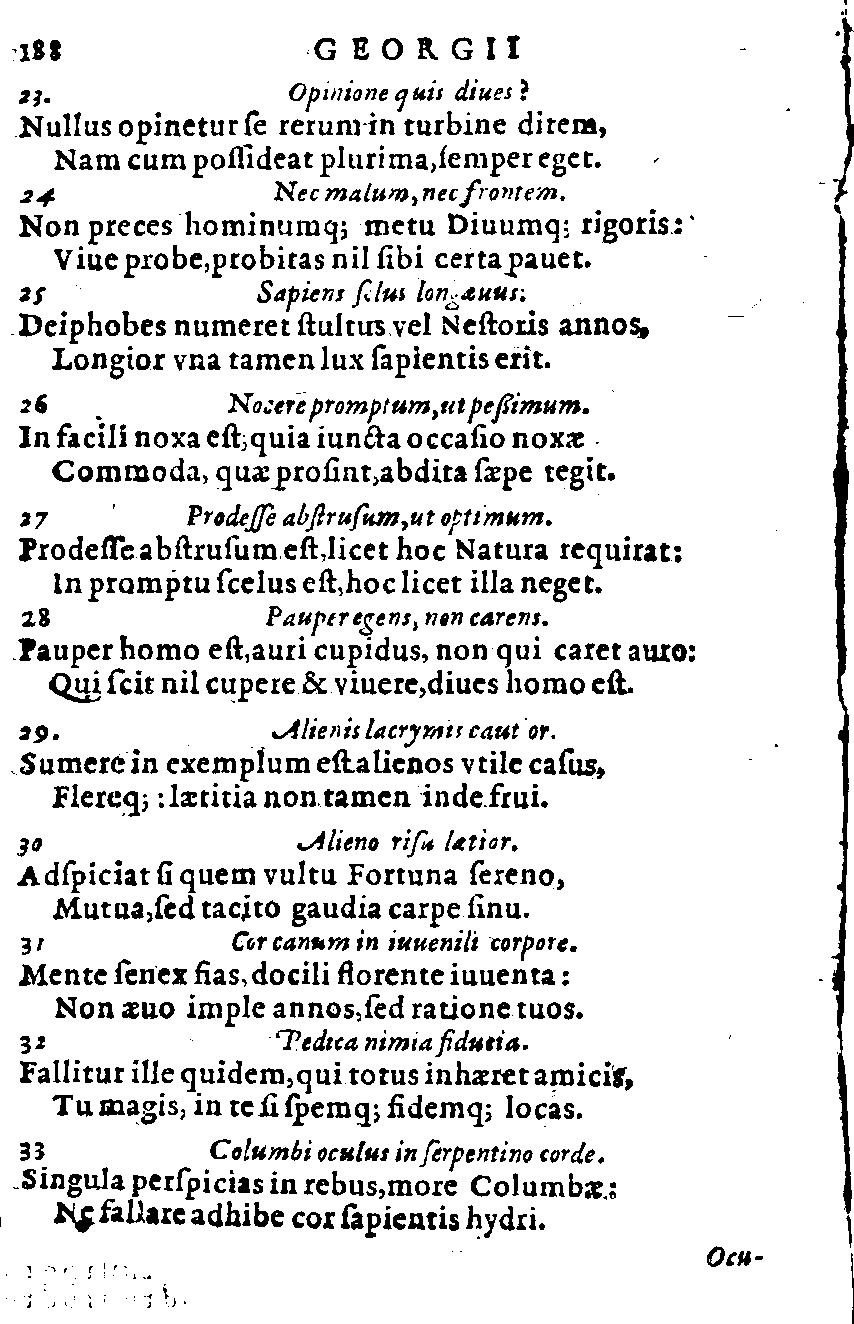 188 GEORGII
23. Opinione quis diues?
Nullus opinetur ſe rerum in turbine ditem,
Nam cum poſſideat plurima, ſemper eget.
24 Nec malum, nec frontem.
Non preces hominumq; metu Diuumq; rigoris:
Viue probe, probitas nil ſibi certa pauet.
25 Sapiens ſolus longæuus.
Deiphobes numeret ſtultus vel Neſtoris annos,
Longior vna tamen lux ſapientis erit.
26 Nocere promptum, ut peßimum.
In facili noxa eſt; quia iuncta occaſio noxæ
Commoda, quæ proſint, abdita ſæpe tegit.
27 Prodeſſe abſtruſum, ut optimum.
Prodeſſe abſtruſum eſt, licet hoc Natura requirat:
In promptu ſcelus eſt, hoc licet illa neget.
28 Pauper egens, non carens.
Pauper homo eſt, auri cupidus, non qui caret auro:
Qui ſcit nil cupere & viuere, diues homo eſt.
29. Alienis lacrymis cautior.
Sumere in exemplum eſt alienos vtile caſus,
Flereq; : lætitia non tamen inde frui.
30 Alieno riſu lætior.
Adſpiciat ſi quem vultu Fortuna ſereno,
Mutua, ſed tacito gaudia carpe ſinu.
31 Cor canum in iuuenili corpore.
Mente ſenex fias, docili florente iuuenta:
Non æuo imple annos, ſed ratione tuos.
32 Pedica nimia fiducia.
Fallitur ille quidem, qui totus inhæret amicis,
Tu magis, in te ſi ſpemq; fidemq; locas.
33 Columbi oculus in ſerpentino corde.
Singula perſpicias in rebus, more Columbæ:
Ne fallare adhibe cor ſapientis hydri.
Ocu-